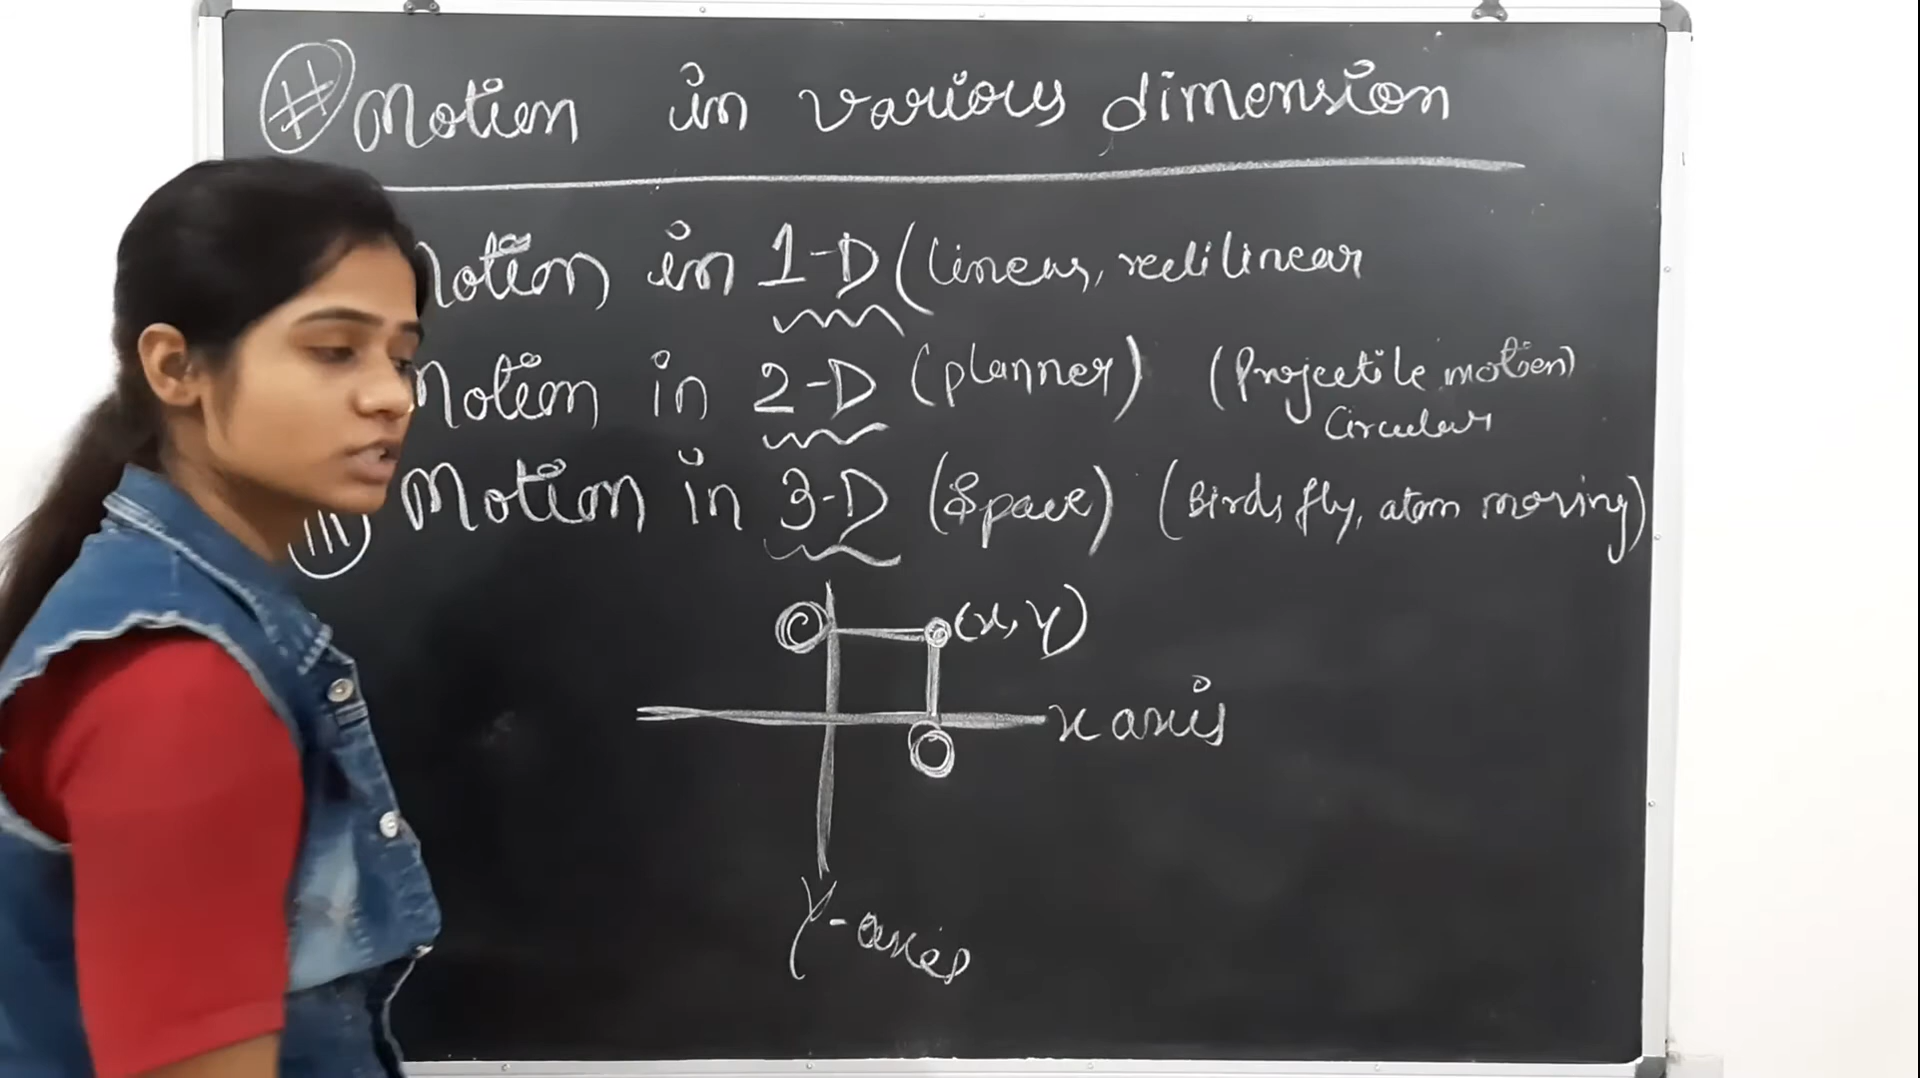 # Motion in various dimension
Motion in 1-D (linear, rectilinear
Motion in 2-D (planner) (Projectile motion)
Circular
III Motion in 3-D (Space) (Birds fly, atom moving)
(x, y)
x axis
Y-axis